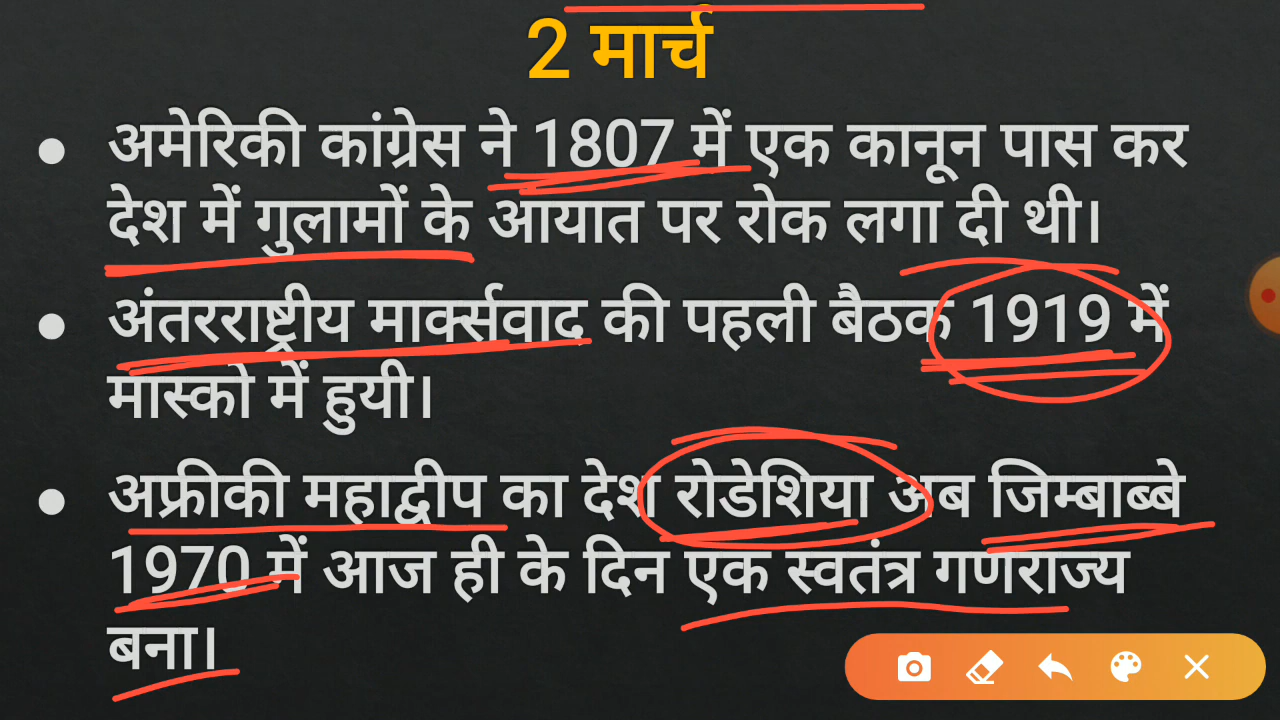 2 मार्च
अमेरिकी कांग्रेस ने 1807 में एक कानून पास कर
देश में गुलामों के आयात पर रोक लगा दी थी।
अंतरराष्ट्रीय मार्क्सवाद की पहली बैठक 1919 में
मास्को में हुयी।
अफ्रीकी महाद्वीप का देश रोडेशिया अब जिम्बाब्बे
1970 में आज ही के दिन एक स्वतंत्र गणराज्य
बना।